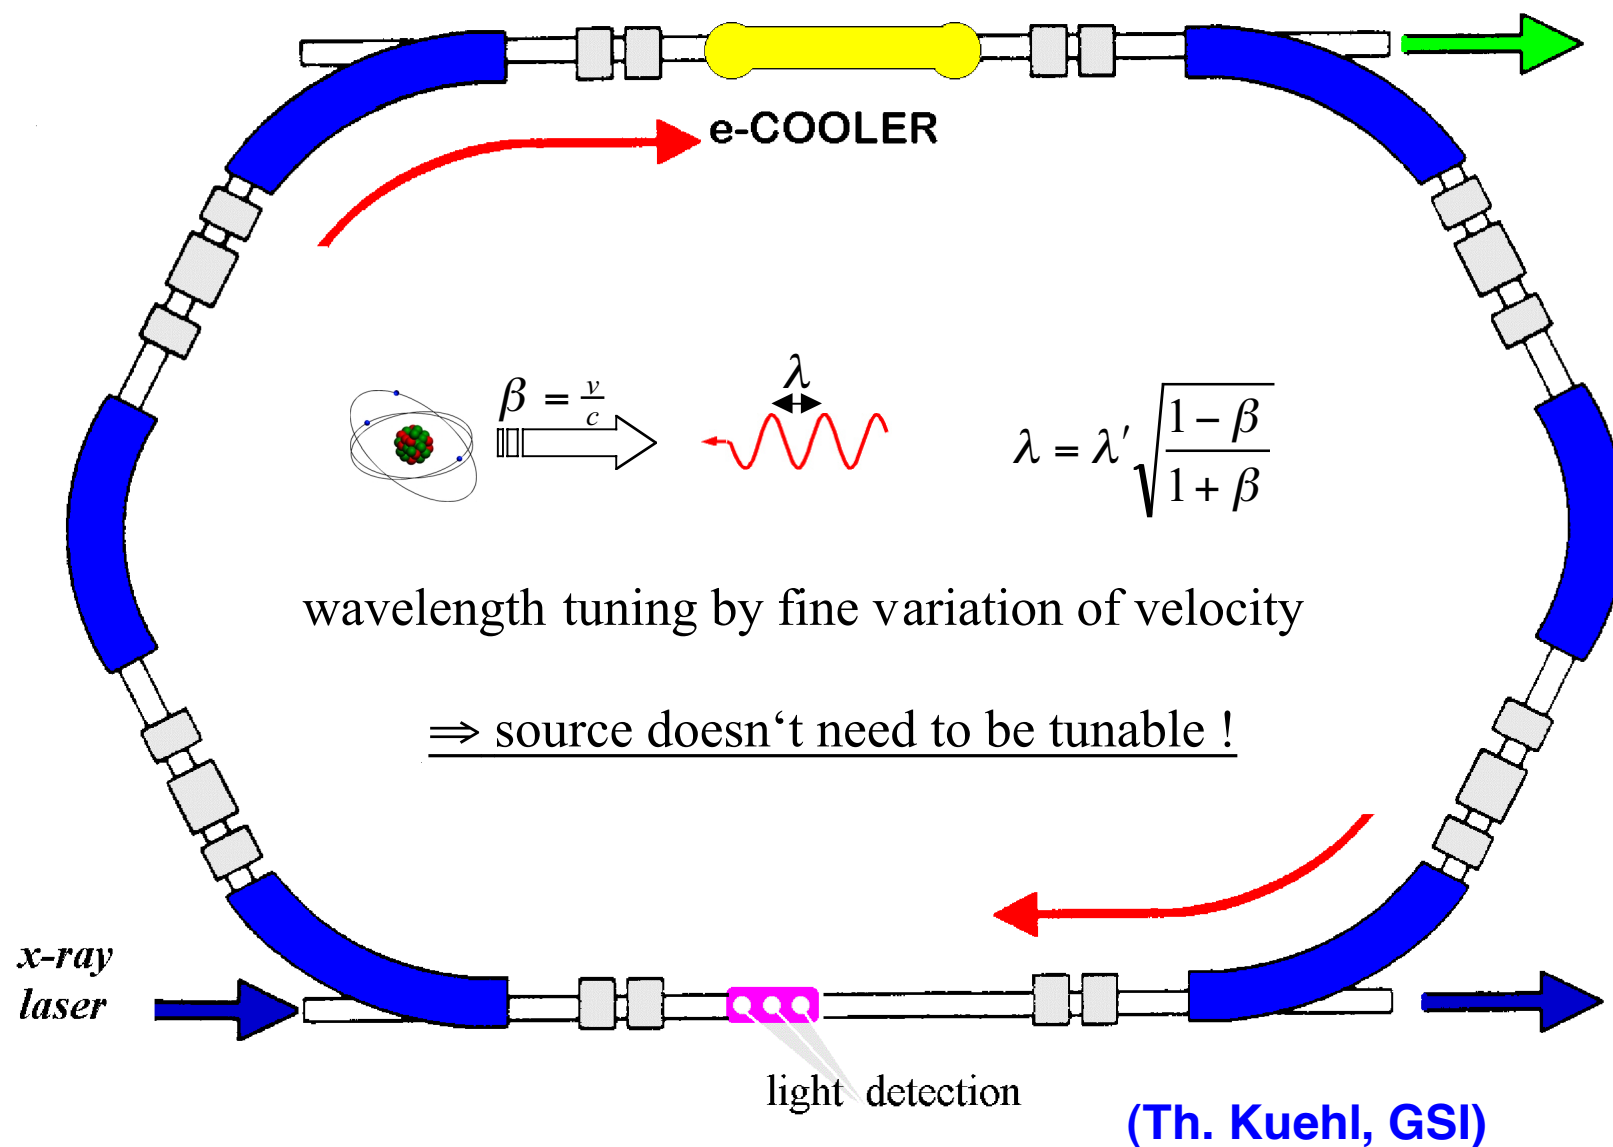 e-COOLER
λ
β = v/c
λ = λ′ √((1 − β)/(1 + β))
wavelength tuning by fine variation of velocity
⇒ source doesn‘t need to be tunable !
x-ray
laser
light detection
(Th. Kuehl, GSI)